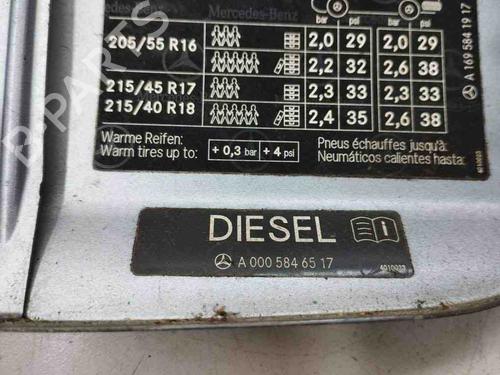 Mercedes-Benz
bar psi bar psi
205/55 R16 2,0 29 2,0 29
2,2 32 2,6 38
215/45 R17 2,3 33 2,3 33
215/40 R18 2,4 35 2,6 38
Warme Reifen:
Warm tires up to: + 0,3 bar + 4 psi
Pneus échauffés jusqu'à:
Neumáticos calientes hasta:
A 169 584 19 17
DIESEL
A 000 584 65 17